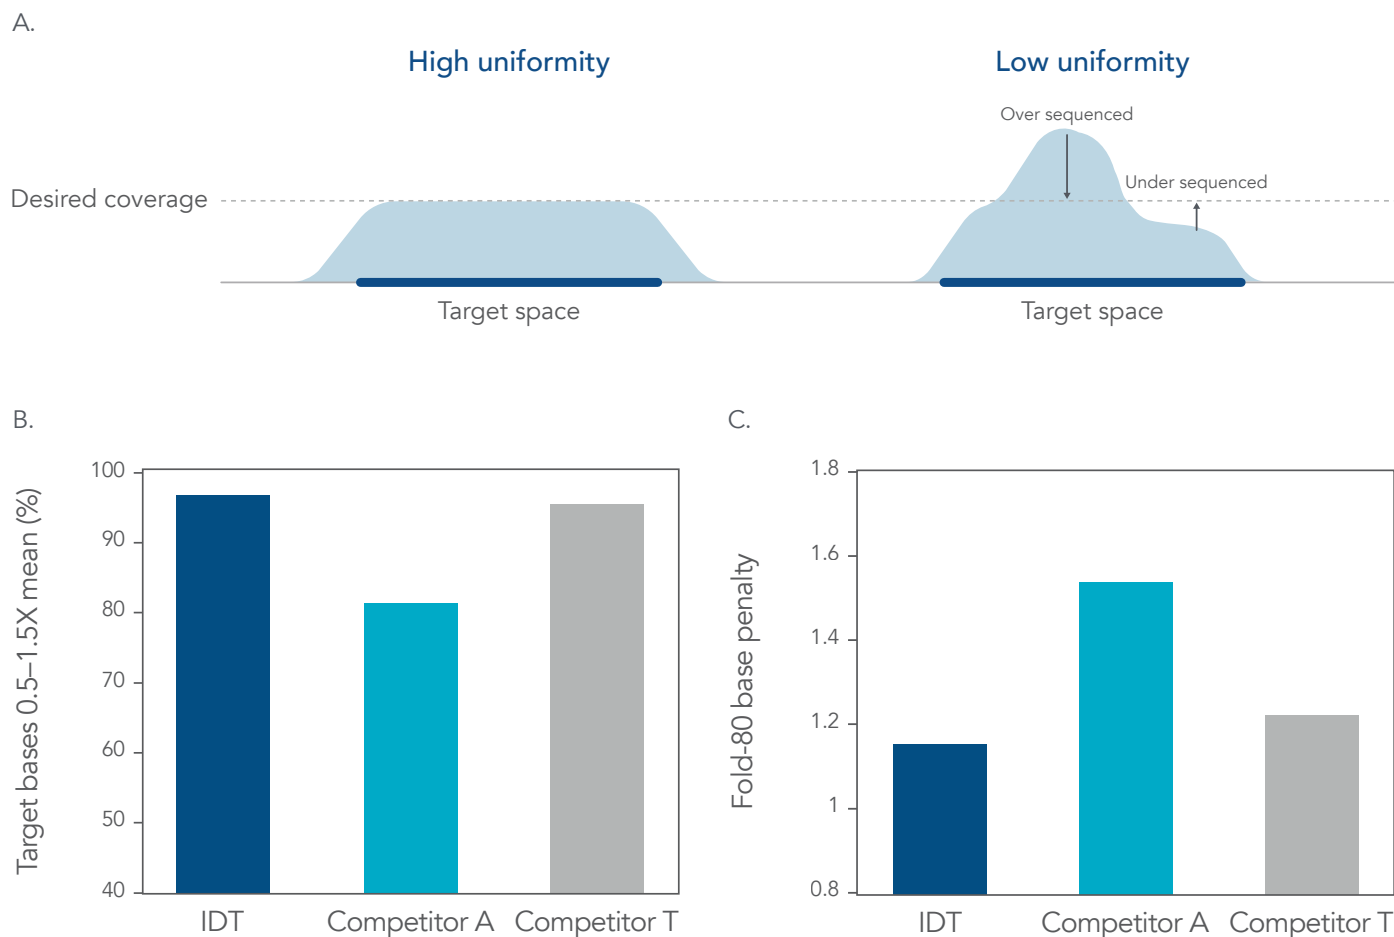 A.
High uniformity
Low uniformity
Over sequenced
Under sequenced
Desired coverage
Target space
Target space
B.
Target bases 0.5–1.5X mean (%)
100
90
80
70
60
50
40
IDT
Competitor A
Competitor T
C.
Fold-80 base penalty
1.8
1.6
1.4
1.2
1
0.8
IDT
Competitor A
Competitor T